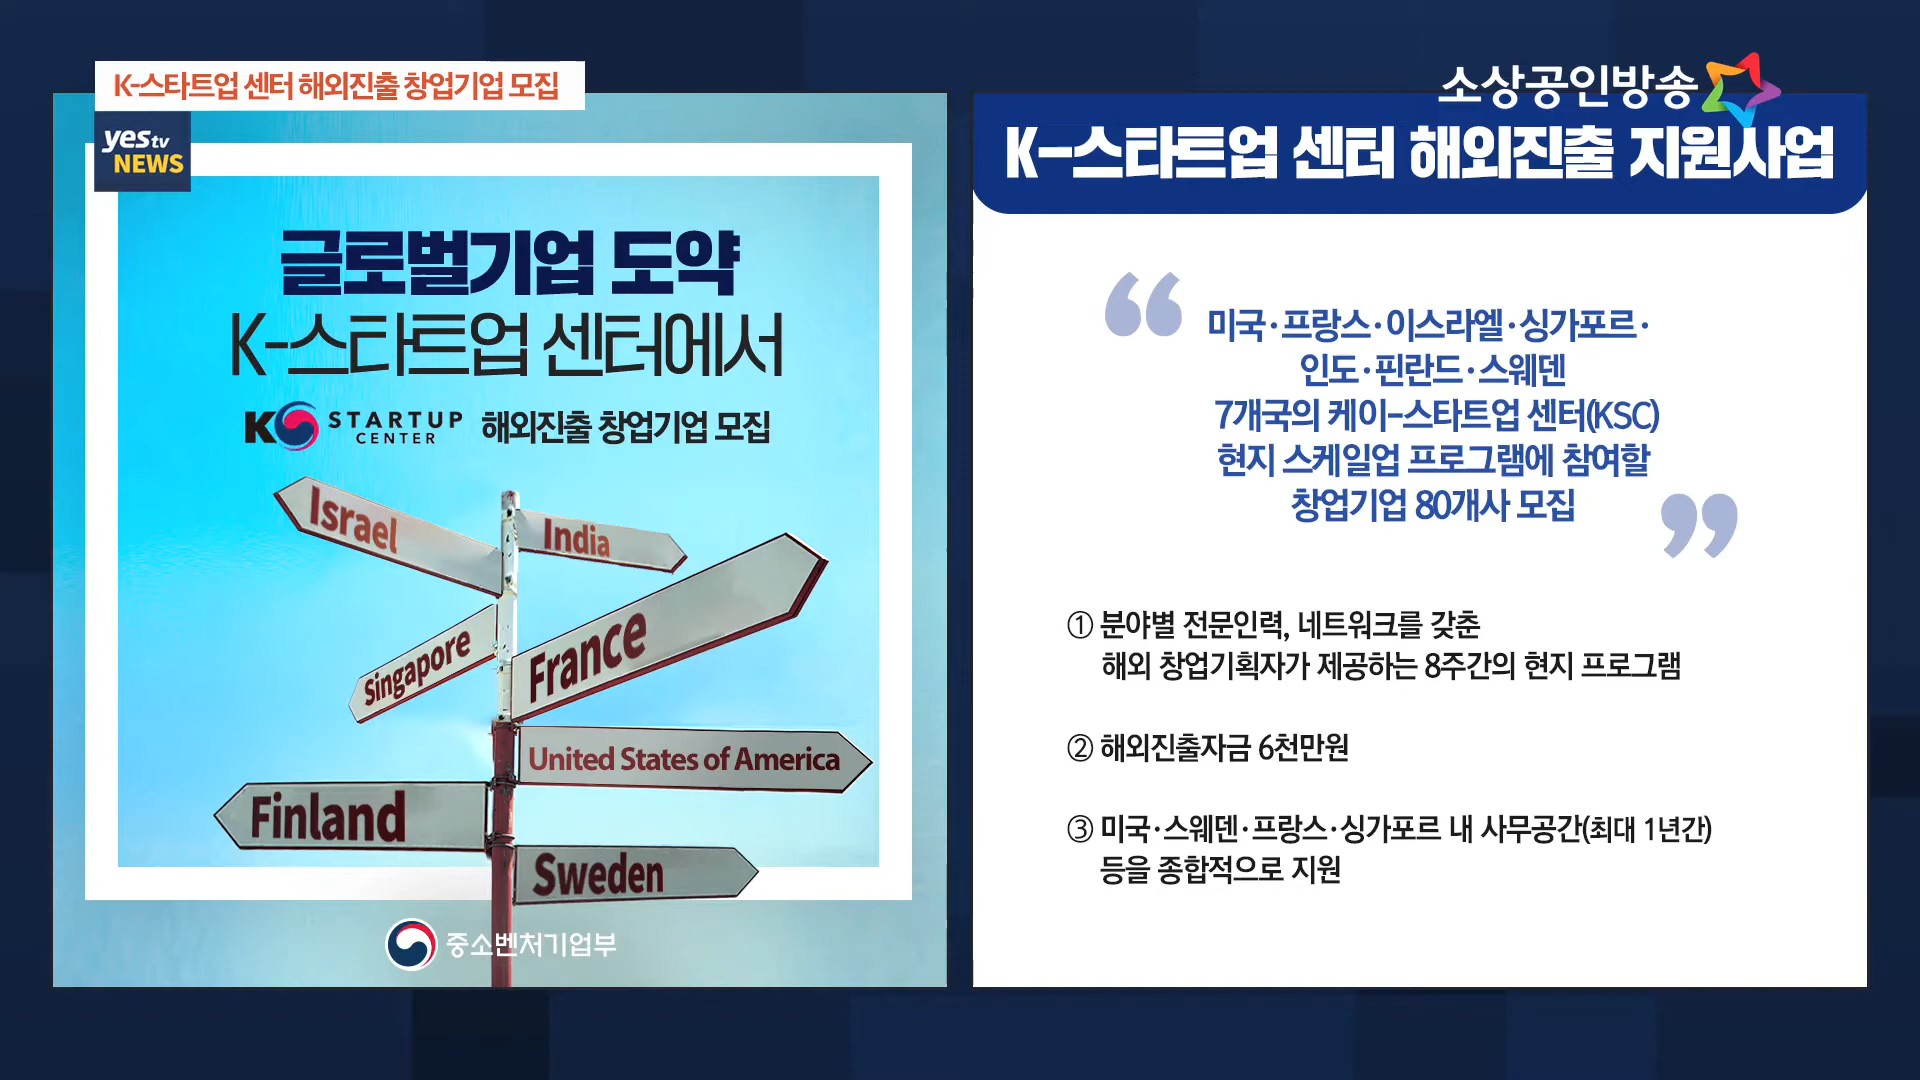 K-스타트업 센터 해외진출 창업기업 모집
yestv
NEWS
글로벌기업 도약
K-스타트업 센터에서
K STARTUP
CENTER
해외진출 창업기업 모집
Israel
India
Singapore
France
United States of America
Finland
Sweden
중소벤처기업부
소상공인방송
K-스타트업 센터 해외진출 지원사업
“
미국·프랑스·이스라엘·싱가포르·
인도·핀란드·스웨덴
7개국의 케이-스타트업 센터(KSC)
현지 스케일업 프로그램에 참여할
창업기업 80개사 모집
”
① 분야별 전문인력, 네트워크를 갖춘
해외 창업기획자가 제공하는 8주간의 현지 프로그램
② 해외진출자금 6천만원
③ 미국·스웨덴·프랑스·싱가포르 내 사무공간(최대 1년간)
등을 종합적으로 지원